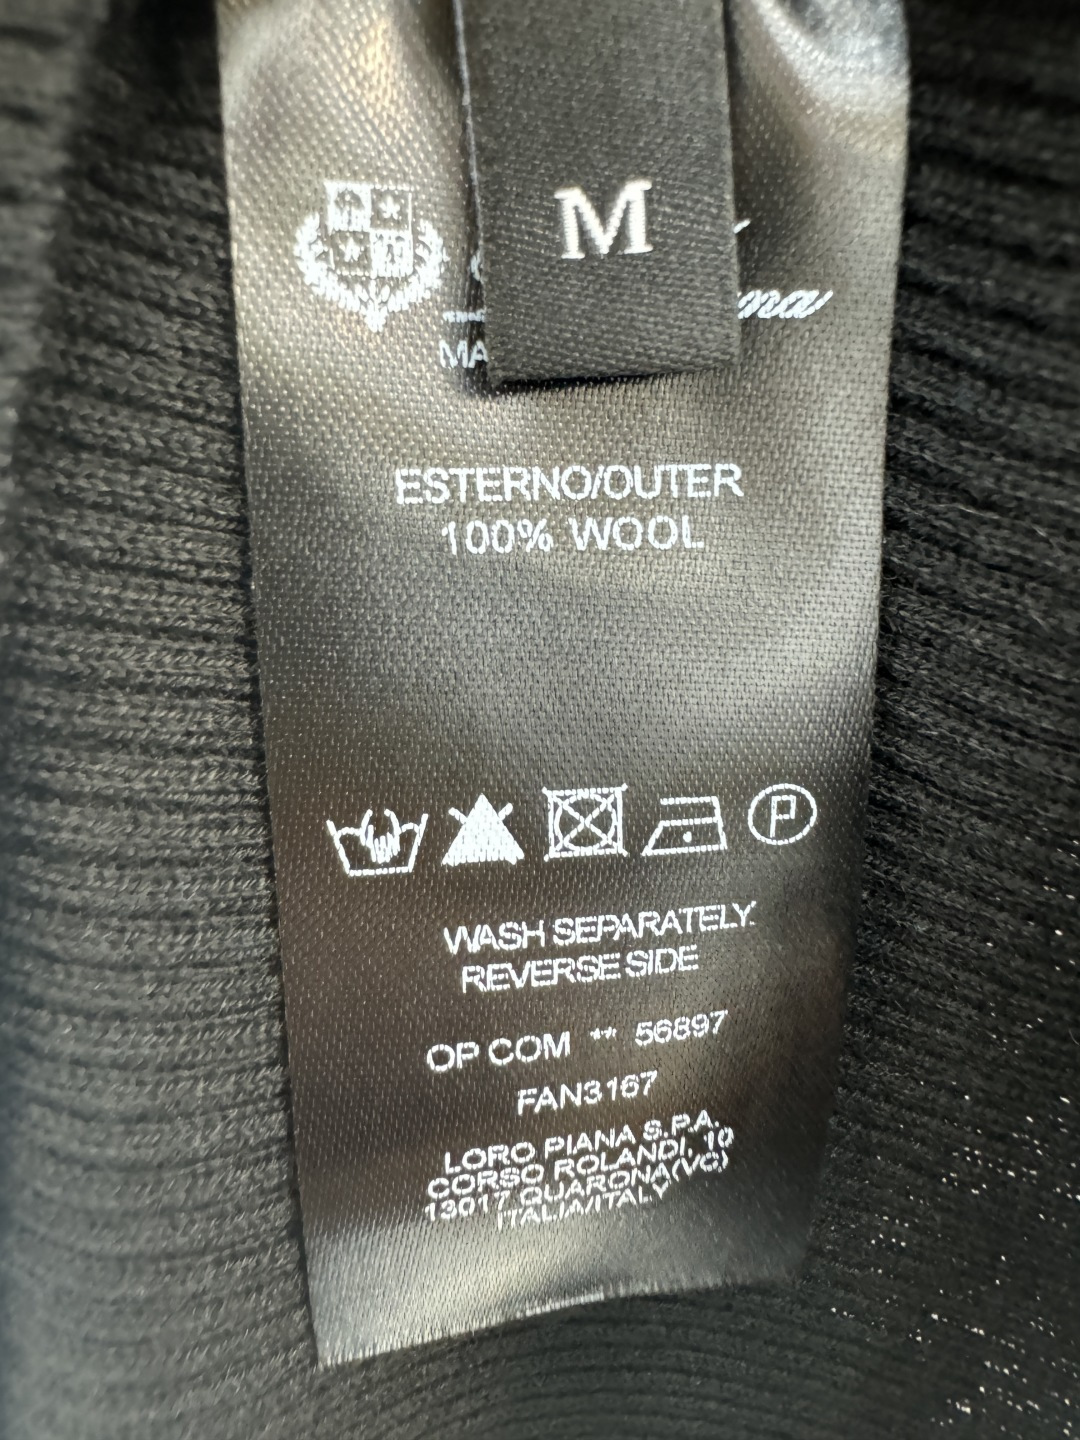 M
ESTERNO/OUTER
100% WOOL
P
WASH SEPARATELY.
REVERSE SIDE
OP COM ** 56897
FAN3167
LORO PIANA S.P.A.
CORSO ROLANDI, 10
13017 QUARONA(VC)
ITALIA/ITALY